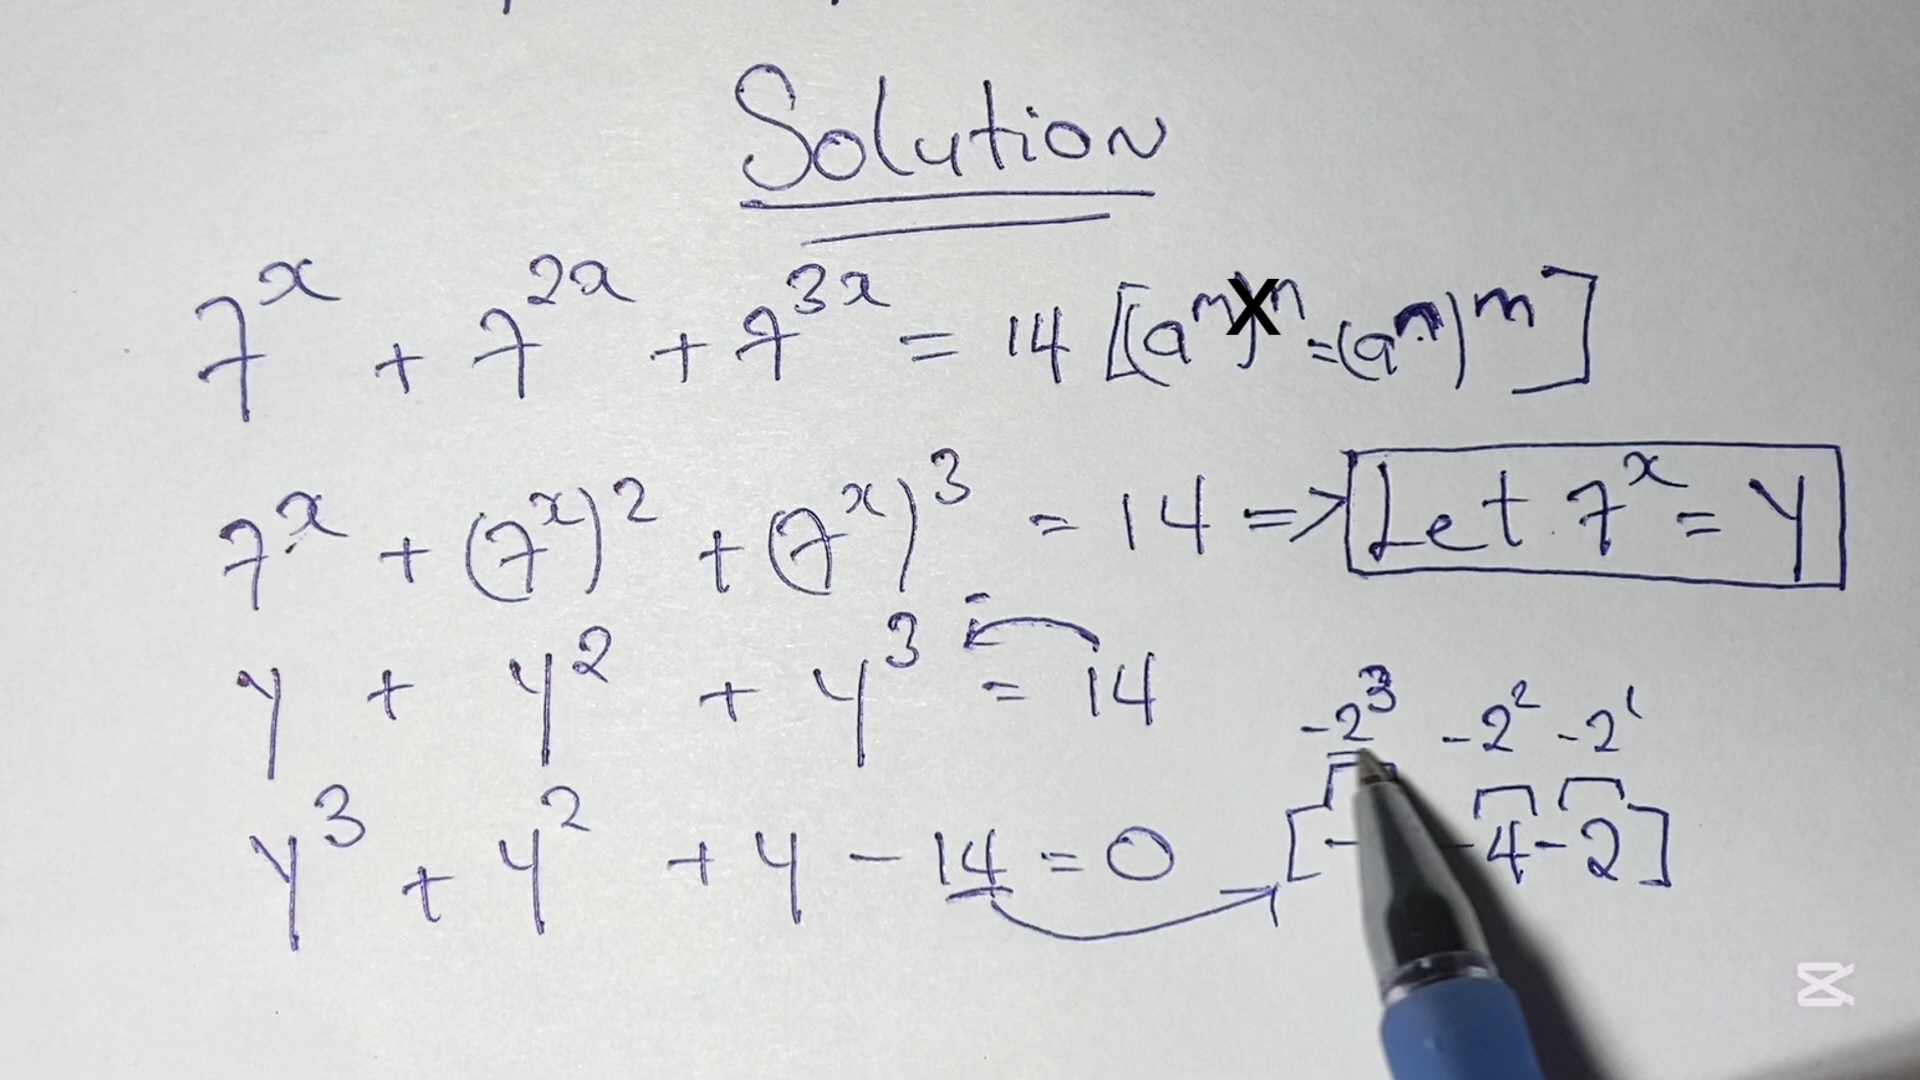 Solution
7^x + 7^2x + 7^3x = 14 [(a^m)^n = (a^n)^m]
X
7^x + (7^x)^2 + (7^x)^3 = 14 => Let 7^x = y
y + y^2 + y^3 = 14
-2^3 -2^2 -2^1
y^3 + y^2 + y - 14 = 0 [- -4-2]